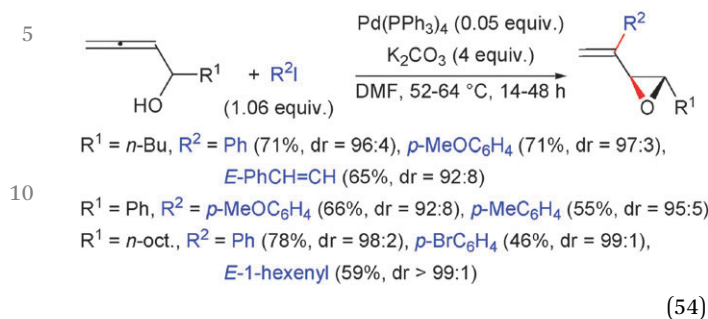 5
R²
Pd(PPh₃)₄ (0.05 equiv.)
K₂CO₃ (4 equiv.)
R¹ + R²I
DMF, 52-64 °C, 14-48 h
HO
(1.06 equiv.)
O R¹
R¹ = n-Bu, R² = Ph (71%, dr = 96:4), p-MeOC₆H₄ (71%, dr = 97:3),
E-PhCH=CH (65%, dr = 92:8)
10
R¹ = Ph, R² = p-MeOC₆H₄ (66%, dr = 92:8), p-MeC₆H₄ (55%, dr = 95:5)
R¹ = n-oct., R² = Ph (78%, dr = 98:2), p-BrC₆H₄ (46%, dr = 99:1),
E-1-hexenyl (59%, dr > 99:1)
(54)